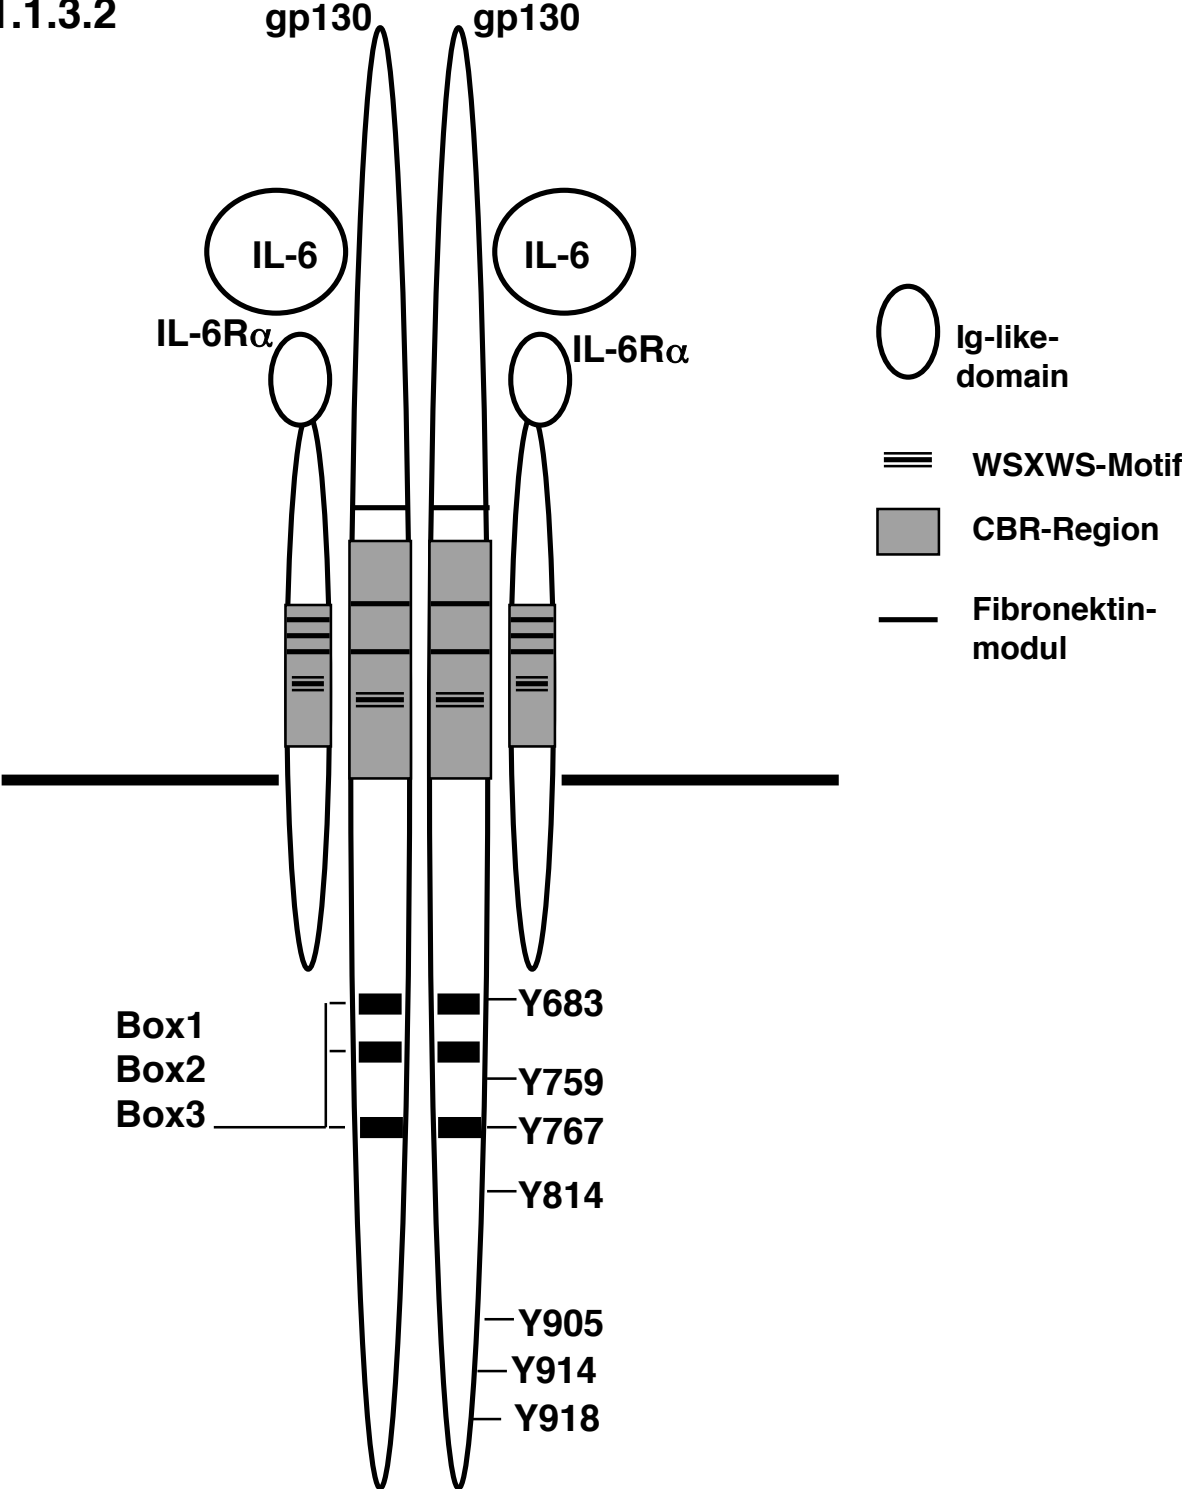 1.1.3.2
gp130
gp130
IL-6
IL-6
IL-6Rα
IL-6Rα
Ig-like-
domain
WSXWS-Motif
CBR-Region
Fibronektin-
modul
Box1
Box2
Box3
Y683
Y759
Y767
Y814
Y905
Y914
Y918